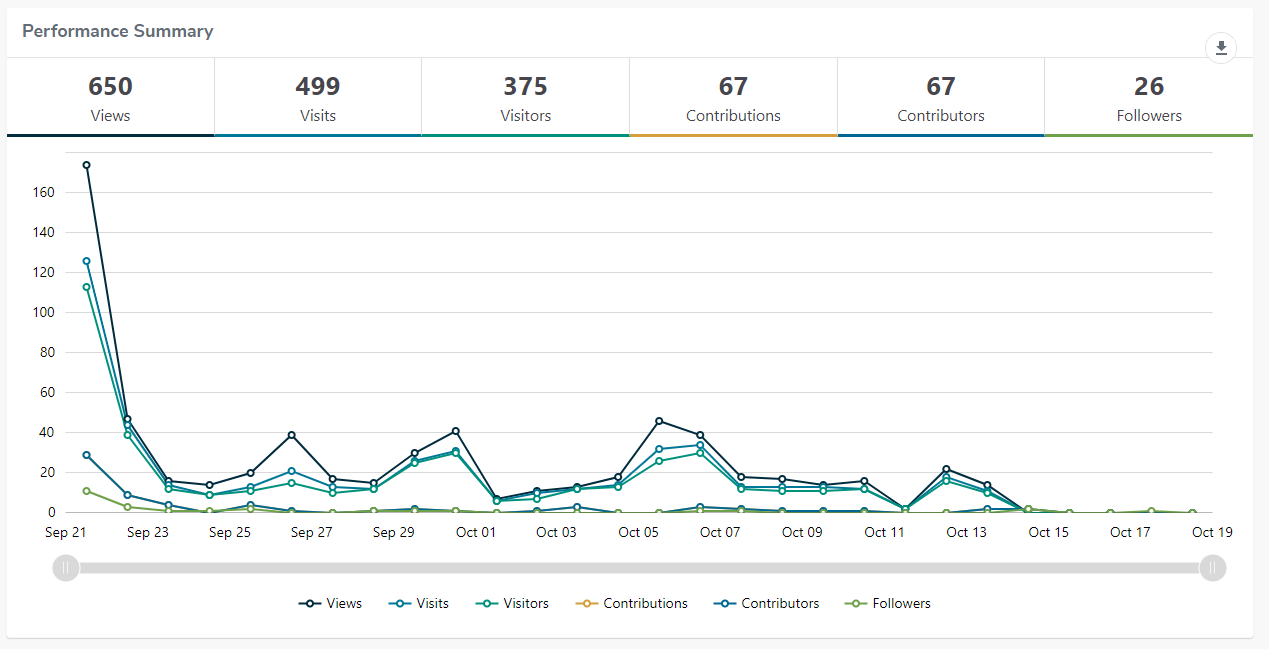 Performance Summary
650 499 375 67 67 26
Views Visits Visitors Contributions Contributors Followers
160
140
120
100
80
60
40
20
0
Sep 21 Sep 23 Sep 25 Sep 27 Sep 29 Oct 01 Oct 03 Oct 05 Oct 07 Oct 09 Oct 11 Oct 13 Oct 15 Oct 17 Oct 19
Views Visits Visitors Contributions Contributors Followers